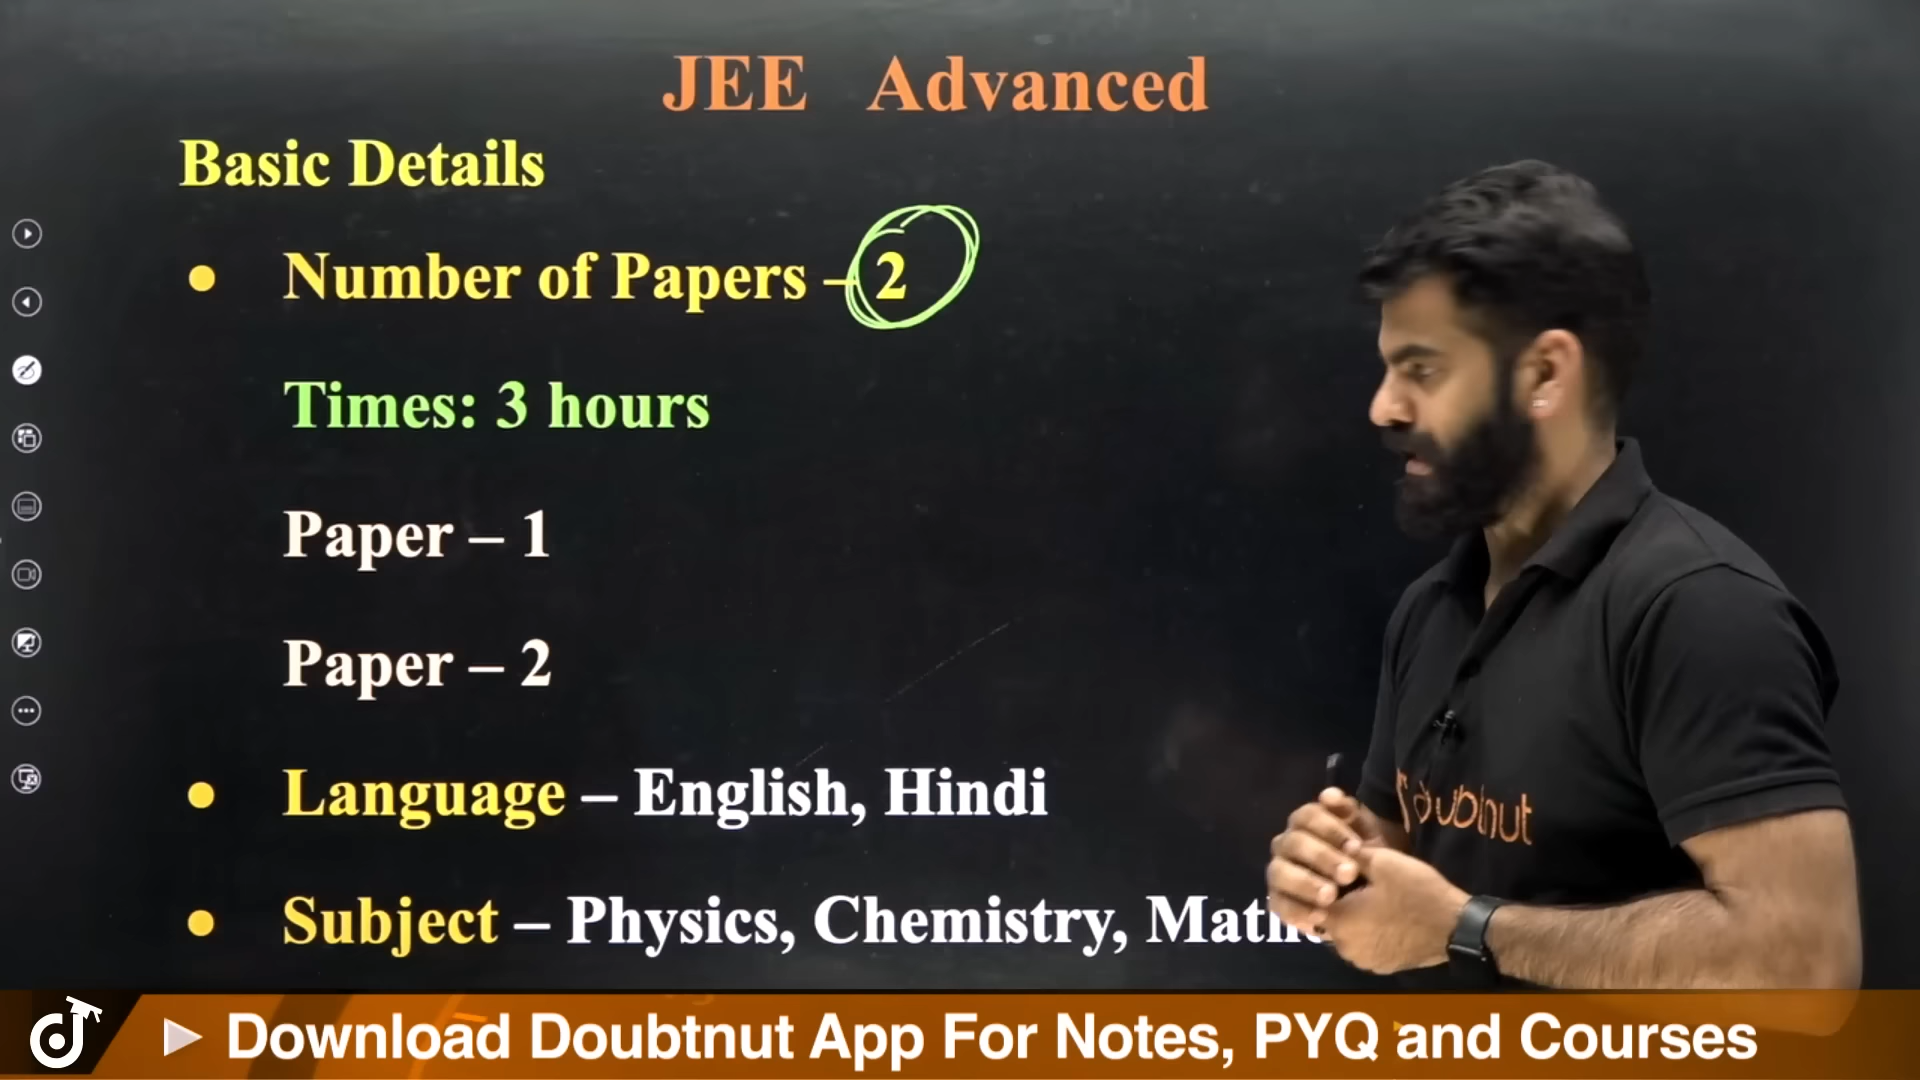 JEE Advanced
Basic Details
• Number of Papers – 2
Times: 3 hours
Paper – 1
Paper – 2
• Language – English, Hindi
• Subject – Physics, Chemistry,
doubtnut
Download Doubtnut App For Notes, PYQ and Courses